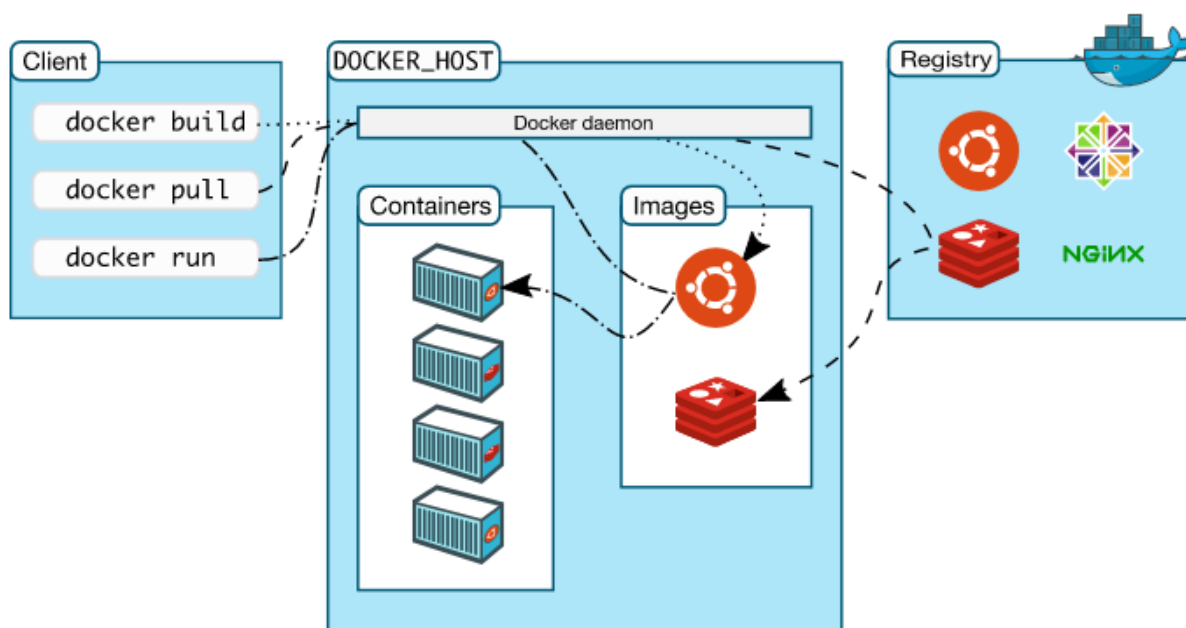 Client
docker build
docker pull
docker run
DOCKER_HOST
Docker daemon
Containers
Images
Registry
NGiNX